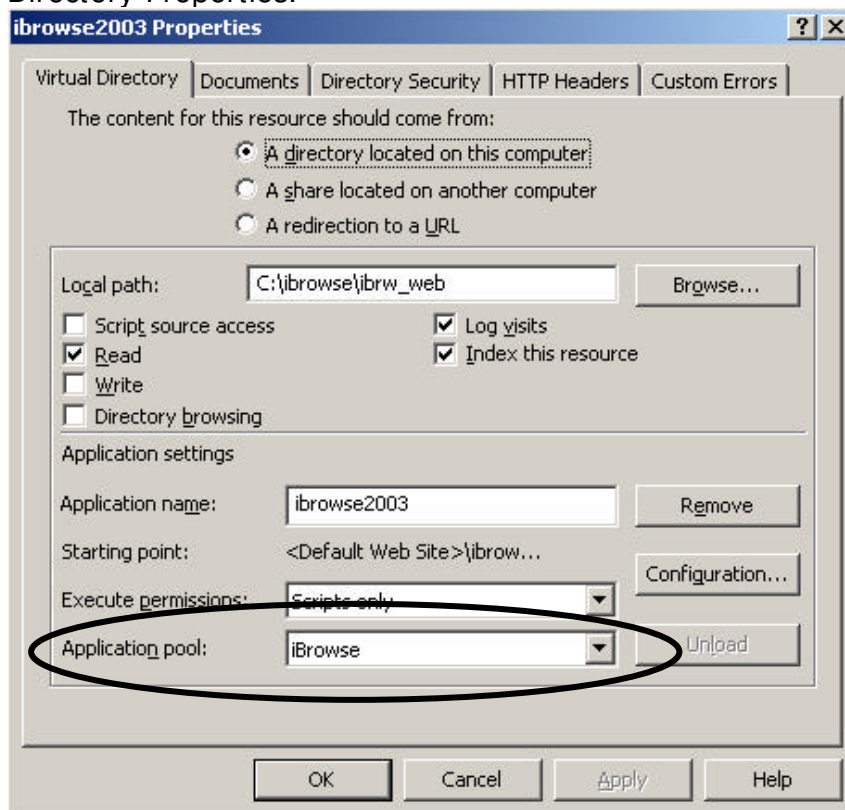 Directory Properties.
ibrowse2003 Properties
Virtual Directory Documents Directory Security HTTP Headers Custom Errors
The content for this resource should come from:
A directory located on this computer
A share located on another computer
A redirection to a URL
Local path: C:\ibrowse\ibrw_web Browse...
Script source access Log visits
Read Index this resource
Write
Directory browsing
Application settings
Application name: ibrowse2003 Remove
Starting point: <Default Web Site>\ibrow...
Configuration...
Execute permissions: Scripts only
Application pool: iBrowse Unload
OK Cancel Apply Help